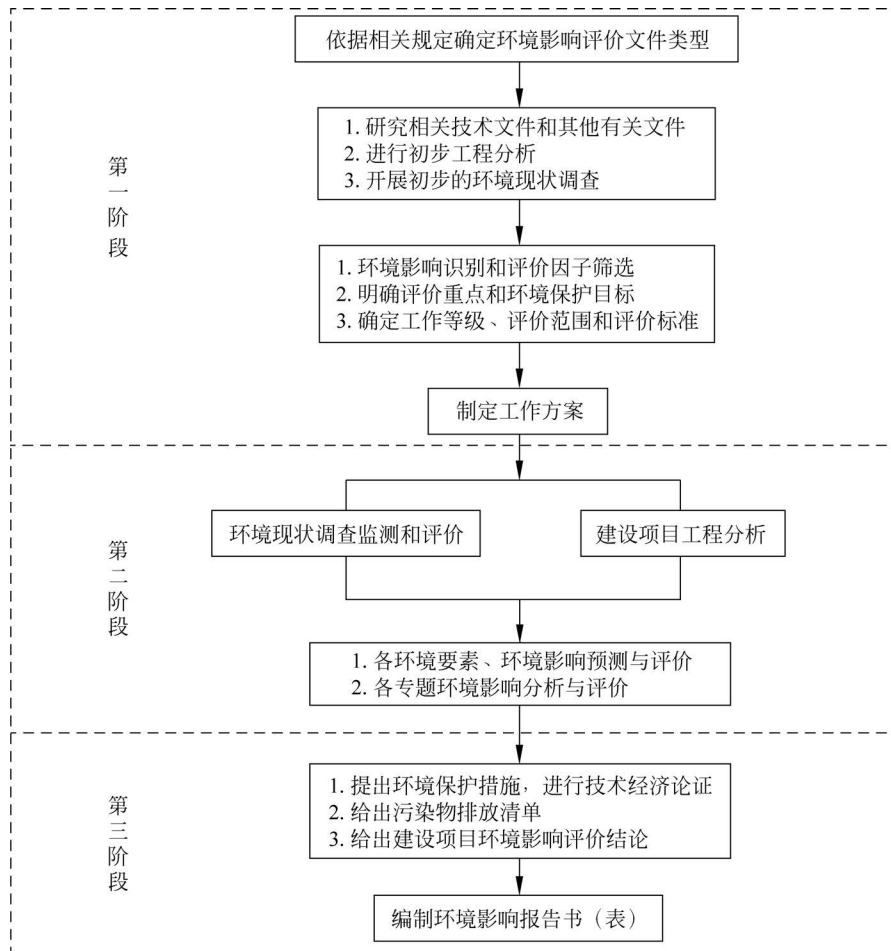 依据相关规定确定环境影响评价文件类型
1. 研究相关技术文件和其他有关文件
2. 进行初步工程分析
3. 开展初步的环境现状调查
第一阶段
1. 环境影响识别和评价因子筛选
2. 明确评价重点和环境保护目标
3. 确定工作等级、评价范围和评价标准
制定工作方案
环境现状调查监测和评价
建设项目工程分析
第二阶段
1. 各环境要素、环境影响预测与评价
2. 各专题环境影响分析与评价
1. 提出环境保护措施，进行技术经济论证
2. 给出污染物排放清单
3. 给出建设项目环境影响评价结论
第三阶段
编制环境影响报告书（表）